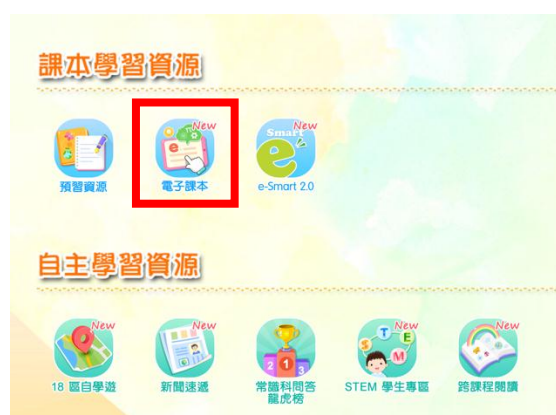 課本學習資源
New
New
Smart
e
e
預習資源
電子課本
e-Smart 2.0
自主學習資源
New
New
New
New
S T E M
2 1 3
18 區自學遊
新聞速遞
常識科問答
龍虎榜
STEM 學生專區
跨課程閱讀